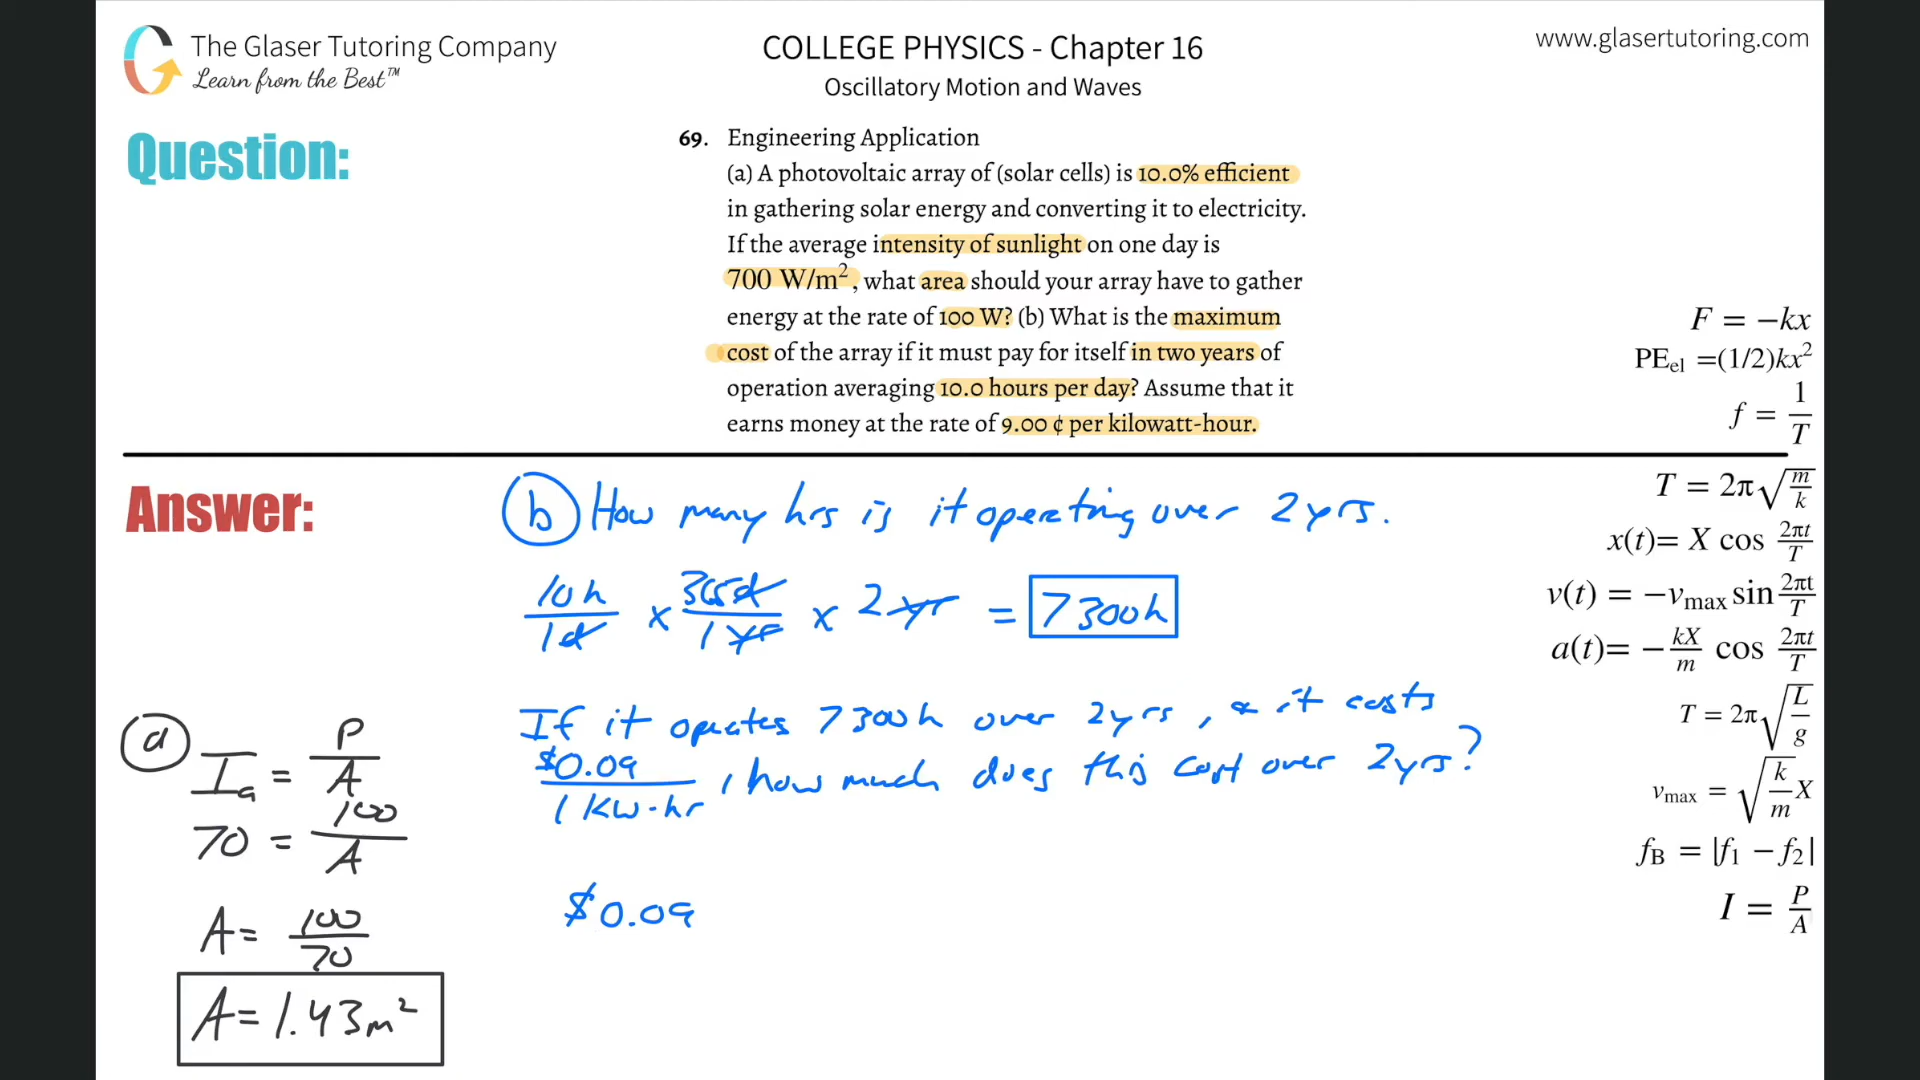 The Glaser Tutoring Company
Learn from the Best™
COLLEGE PHYSICS - Chapter 16
Oscillatory Motion and Waves
www.glasertutoring.com
Question:
69. Engineering Application
(a) A photovoltaic array of (solar cells) is 10.0% efficient
in gathering solar energy and converting it to electricity.
If the average intensity of sunlight on one day is
700 W/m², what area should your array have to gather
energy at the rate of 100 W? (b) What is the maximum
cost of the array if it must pay for itself in two years of
operation averaging 10.0 hours per day? Assume that it
earns money at the rate of 9.00 ¢ per kilowatt-hour.
F = −kx
PEel =(1/2)kx²
f = 1/T
T = 2π√(m/k)
x(t)= X cos 2πt/T
v(t) = −vmax sin 2πt/T
a(t)= − kX/m cos 2πt/T
T = 2π√(L/g)
vmax = √(k/m)X
fB = |f1 − f2|
I = P/A
Answer:
a
Ia = P/A
70 = 100/A
A = 100/70
A = 1.43m²
b How many hrs is it operating over 2 yrs.
10h/1d x 365d/1yr x 2yr = 7300h
If it operates 7300h over 2yrs, & it costs
$0.09/1 KW·hr, how much does this cost over 2yrs?
$0.09